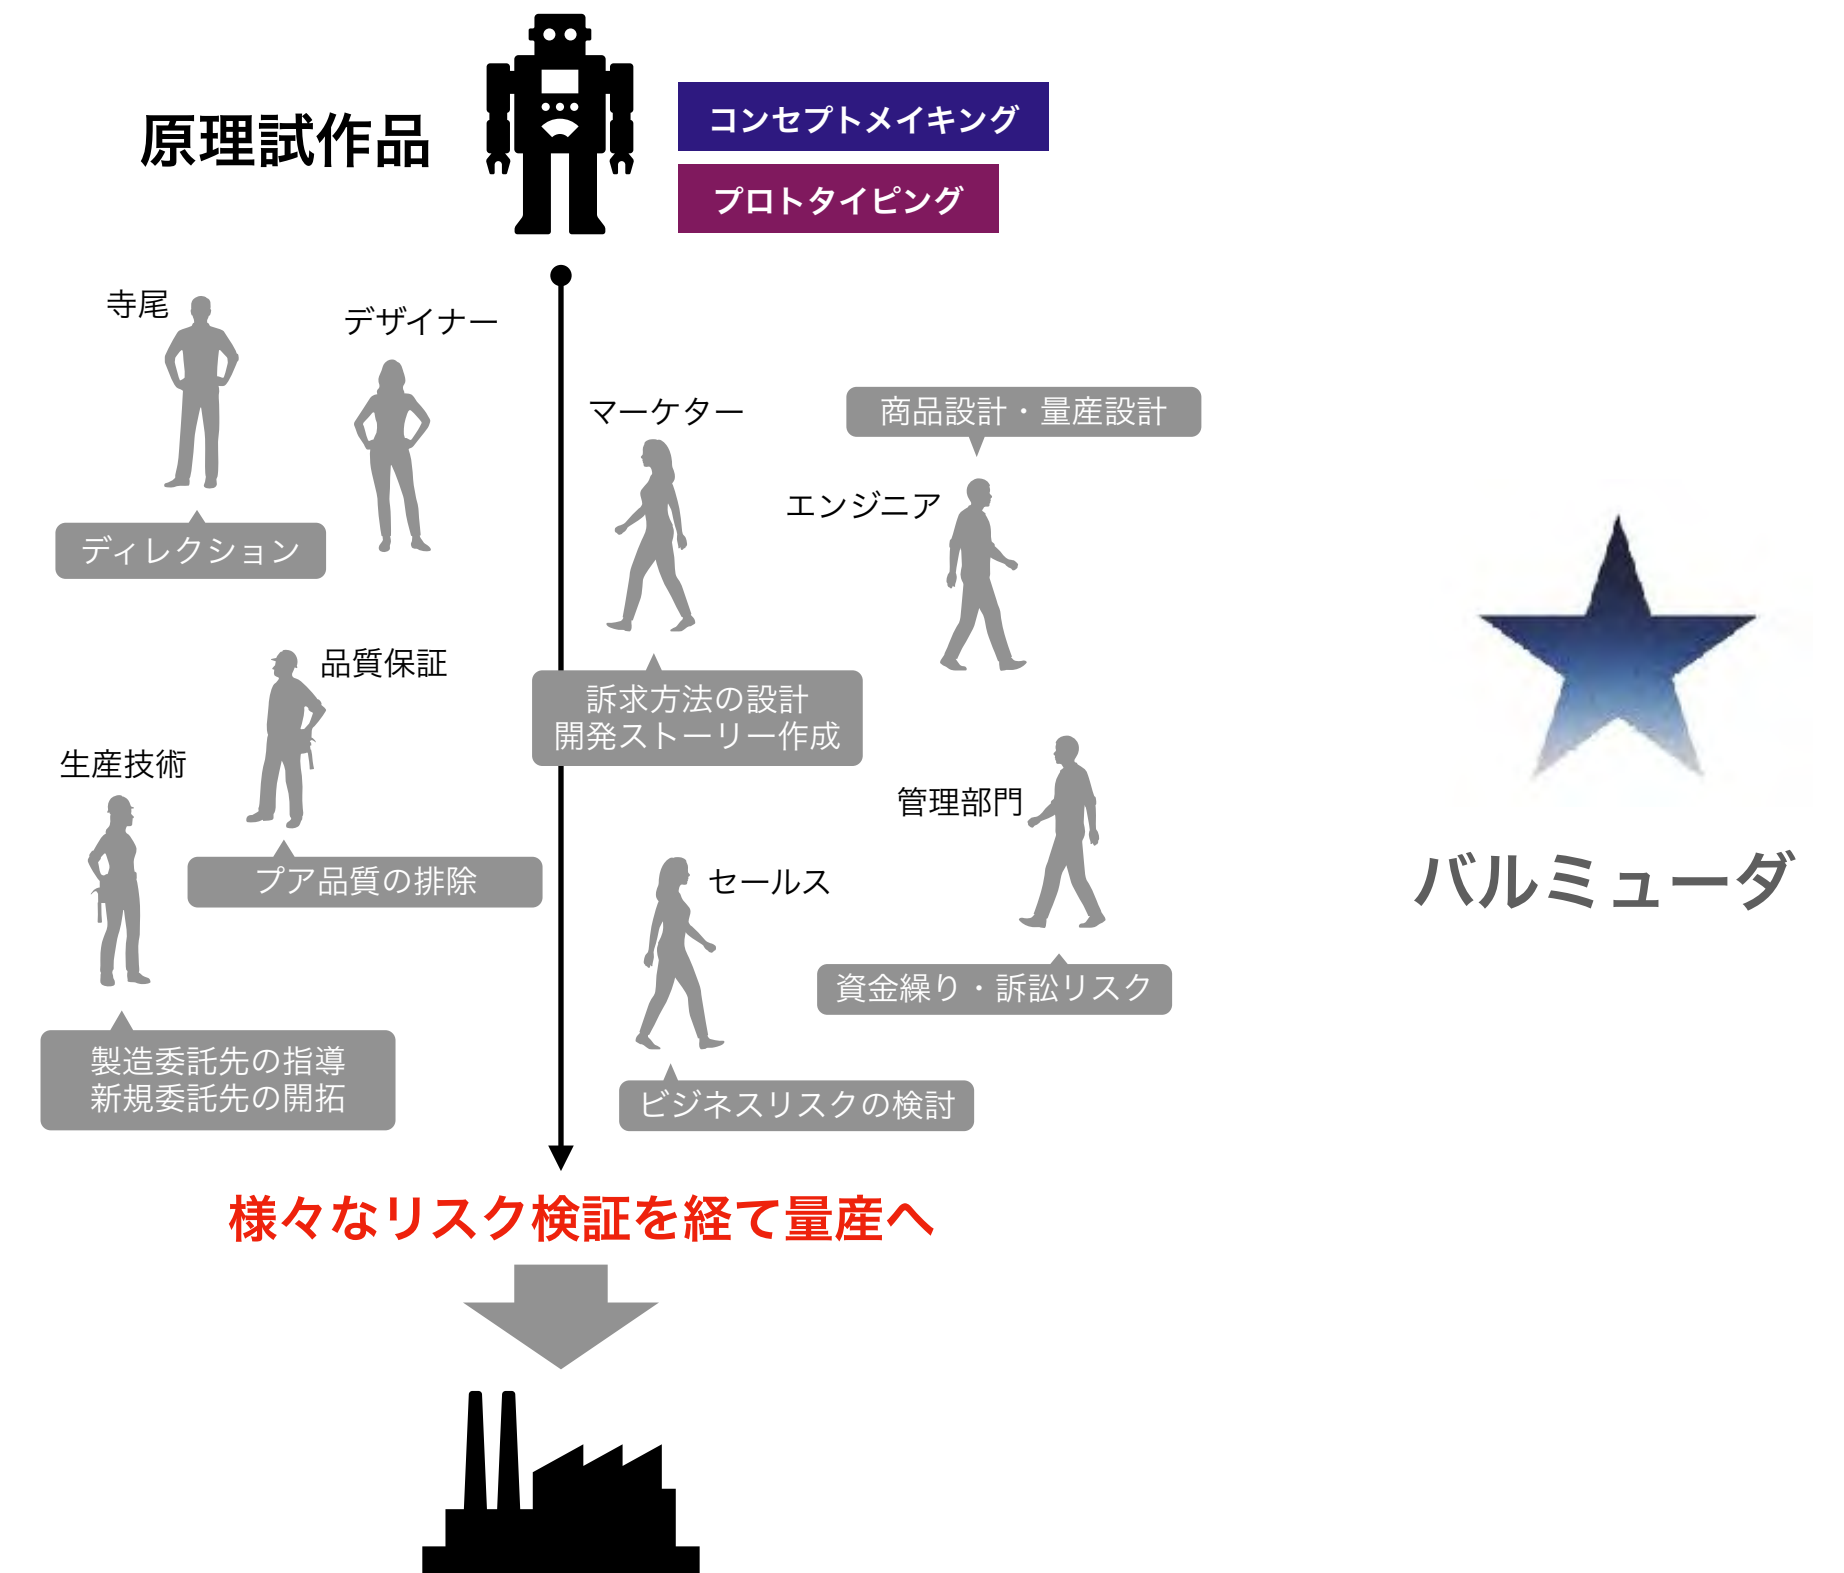 原理試作品
コンセプトメイキング
プロトタイピング
寺尾
デザイナー
ディレクション
マーケター
商品設計・量産設計
エンジニア
品質保証
訴求方法の設計
開発ストーリー作成
生産技術
管理部門
プア品質の排除
セールス
バルミューダ
資金繰り・訴訟リスク
製造委託先の指導
新規委託先の開拓
ビジネスリスクの検討
様々なリスク検証を経て量産へ